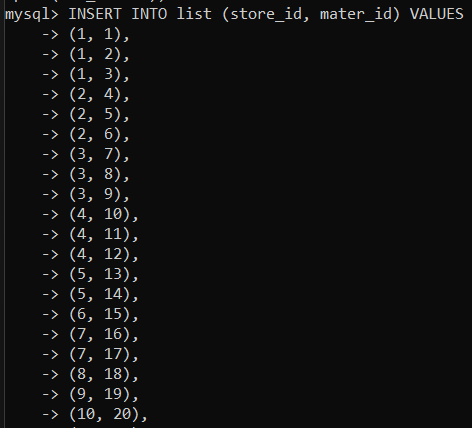 mysql> INSERT INTO list (store_id, mater_id) VALUES
-> (1, 1),
-> (1, 2),
-> (1, 3),
-> (2, 4),
-> (2, 5),
-> (2, 6),
-> (3, 7),
-> (3, 8),
-> (3, 9),
-> (4, 10),
-> (4, 11),
-> (4, 12),
-> (5, 13),
-> (5, 14),
-> (6, 15),
-> (7, 16),
-> (7, 17),
-> (8, 18),
-> (9, 19),
-> (10, 20),